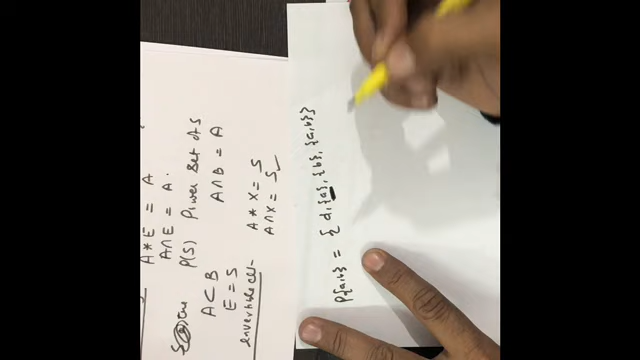 A * E = A
A ∩ E = A.
P(S) Power Set of S
A ⊂ B A ∩ B = A
E = S
A * X = S
A ∩ X = S
P{a,b} = { ∅, {a}, {b}, {a,b}}